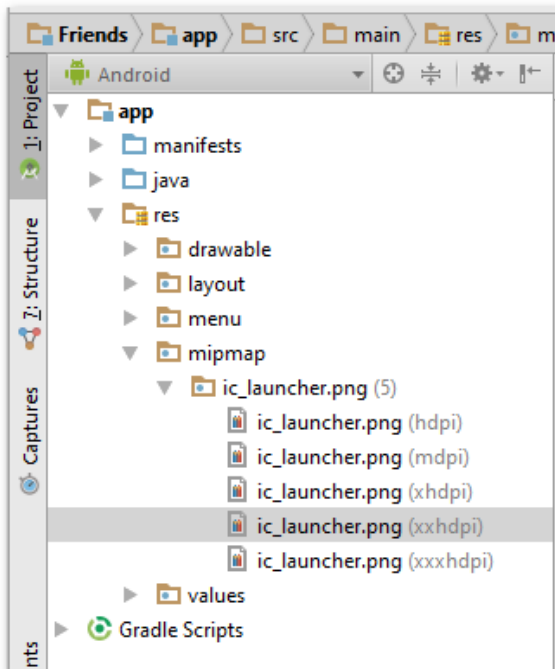 Friends app src main res m
Android
app
manifests
java
res
drawable
layout
menu
mipmap
ic_launcher.png (5)
ic_launcher.png (hdpi)
ic_launcher.png (mdpi)
ic_launcher.png (xhdpi)
ic_launcher.png (xxhdpi)
ic_launcher.png (xxxhdpi)
values
Gradle Scripts
1: Project
7: Structure
Captures
nts